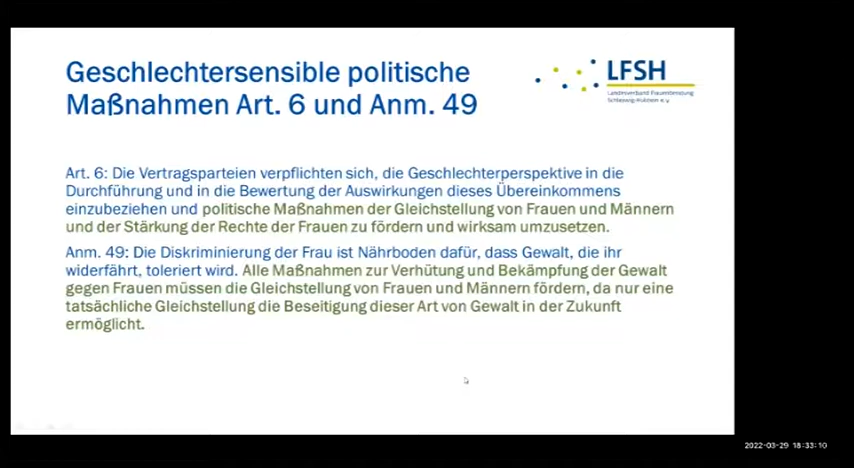 Geschlechtersensible politische
Maßnahmen Art. 6 und Anm. 49
LFSH
Landesverband Frauenberatung
Schleswig-Holstein e.V.
Art. 6: Die Vertragsparteien verpflichten sich, die Geschlechterperspektive in die
Durchführung und in die Bewertung der Auswirkungen dieses Übereinkommens
einzubeziehen und politische Maßnahmen der Gleichstellung von Frauen und Männern
und der Stärkung der Rechte der Frauen zu fördern und wirksam umzusetzen.
Anm. 49: Die Diskriminierung der Frau ist Nährboden dafür, dass Gewalt, die ihr
widerfährt, toleriert wird. Alle Maßnahmen zur Verhütung und Bekämpfung der Gewalt
gegen Frauen müssen die Gleichstellung von Frauen und Männern fördern, da nur eine
tatsächliche Gleichstellung die Beseitigung dieser Art von Gewalt in der Zukunft
ermöglicht.
2022-03-29 18:33:10